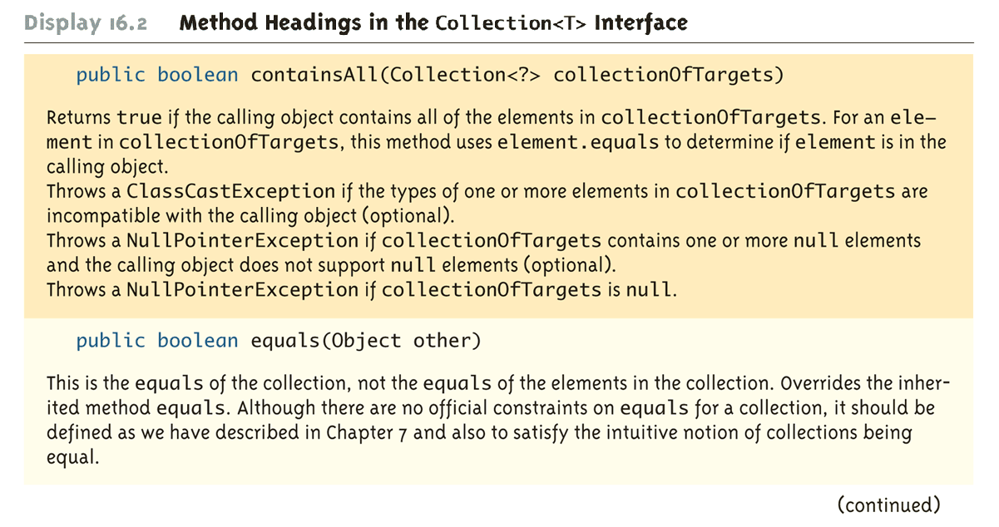 Display 16.2 Method Headings in the Collection<T> Interface
public boolean containsAll(Collection<?> collectionOfTargets)
Returns true if the calling object contains all of the elements in collectionOfTargets. For an ele-
ment in collectionOfTargets, this method uses element.equals to determine if element is in the
calling object.
Throws a ClassCastException if the types of one or more elements in collectionOfTargets are
incompatible with the calling object (optional).
Throws a NullPointerException if collectionOfTargets contains one or more null elements
and the calling object does not support null elements (optional).
Throws a NullPointerException if collectionOfTargets is null.
public boolean equals(Object other)
This is the equals of the collection, not the equals of the elements in the collection. Overrides the inher-
ited method equals. Although there are no official constraints on equals for a collection, it should be
defined as we have described in Chapter 7 and also to satisfy the intuitive notion of collections being
equal.
(continued)